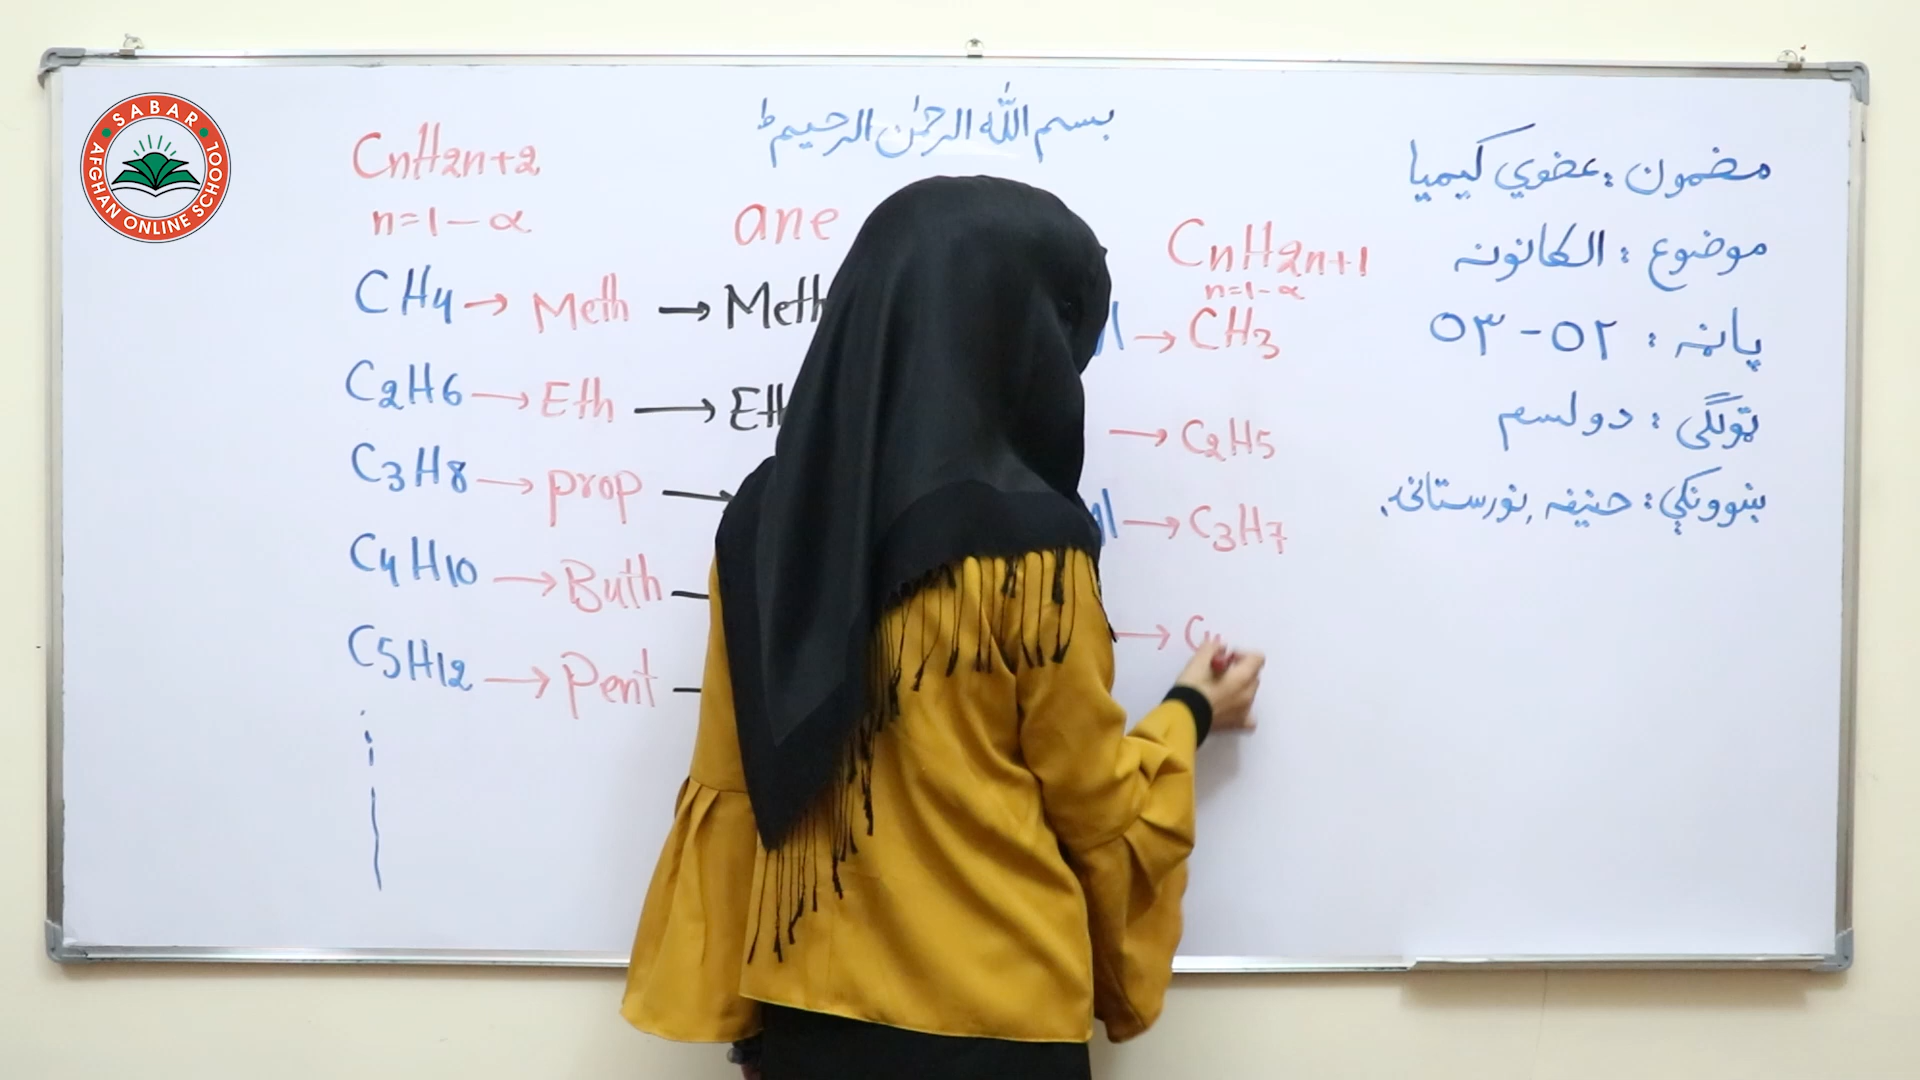 SABAR
AFGHAN ONLINE SCHOOL
بسم الله الرحمٰن الرحیم ط
مضمون : عضوي کیمیا
موضوع : الکانونه
پاڼه : ۵۲ - ۵۳
ټولګی : دولسم
ښوونکې : حنیفه نورستانۍ
CnH2n+2
n=1-α
ane
CnH2n+1
n=1-α
CH4 → Meth → Meth
→ CH3
C2H6 → Eth → Eth
→ C2H5
C3H8 → prop →
→ C3H7
C4H10 → Buth
→ C4
C5H12 → Pent